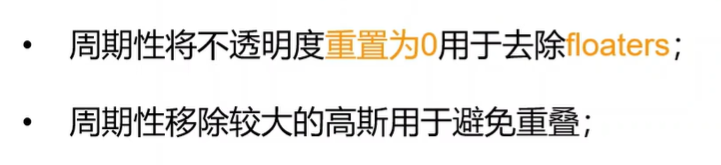 • 周期性将不透明度重置为0用于去除floaters；
• 周期性移除较大的高斯用于避免重叠；